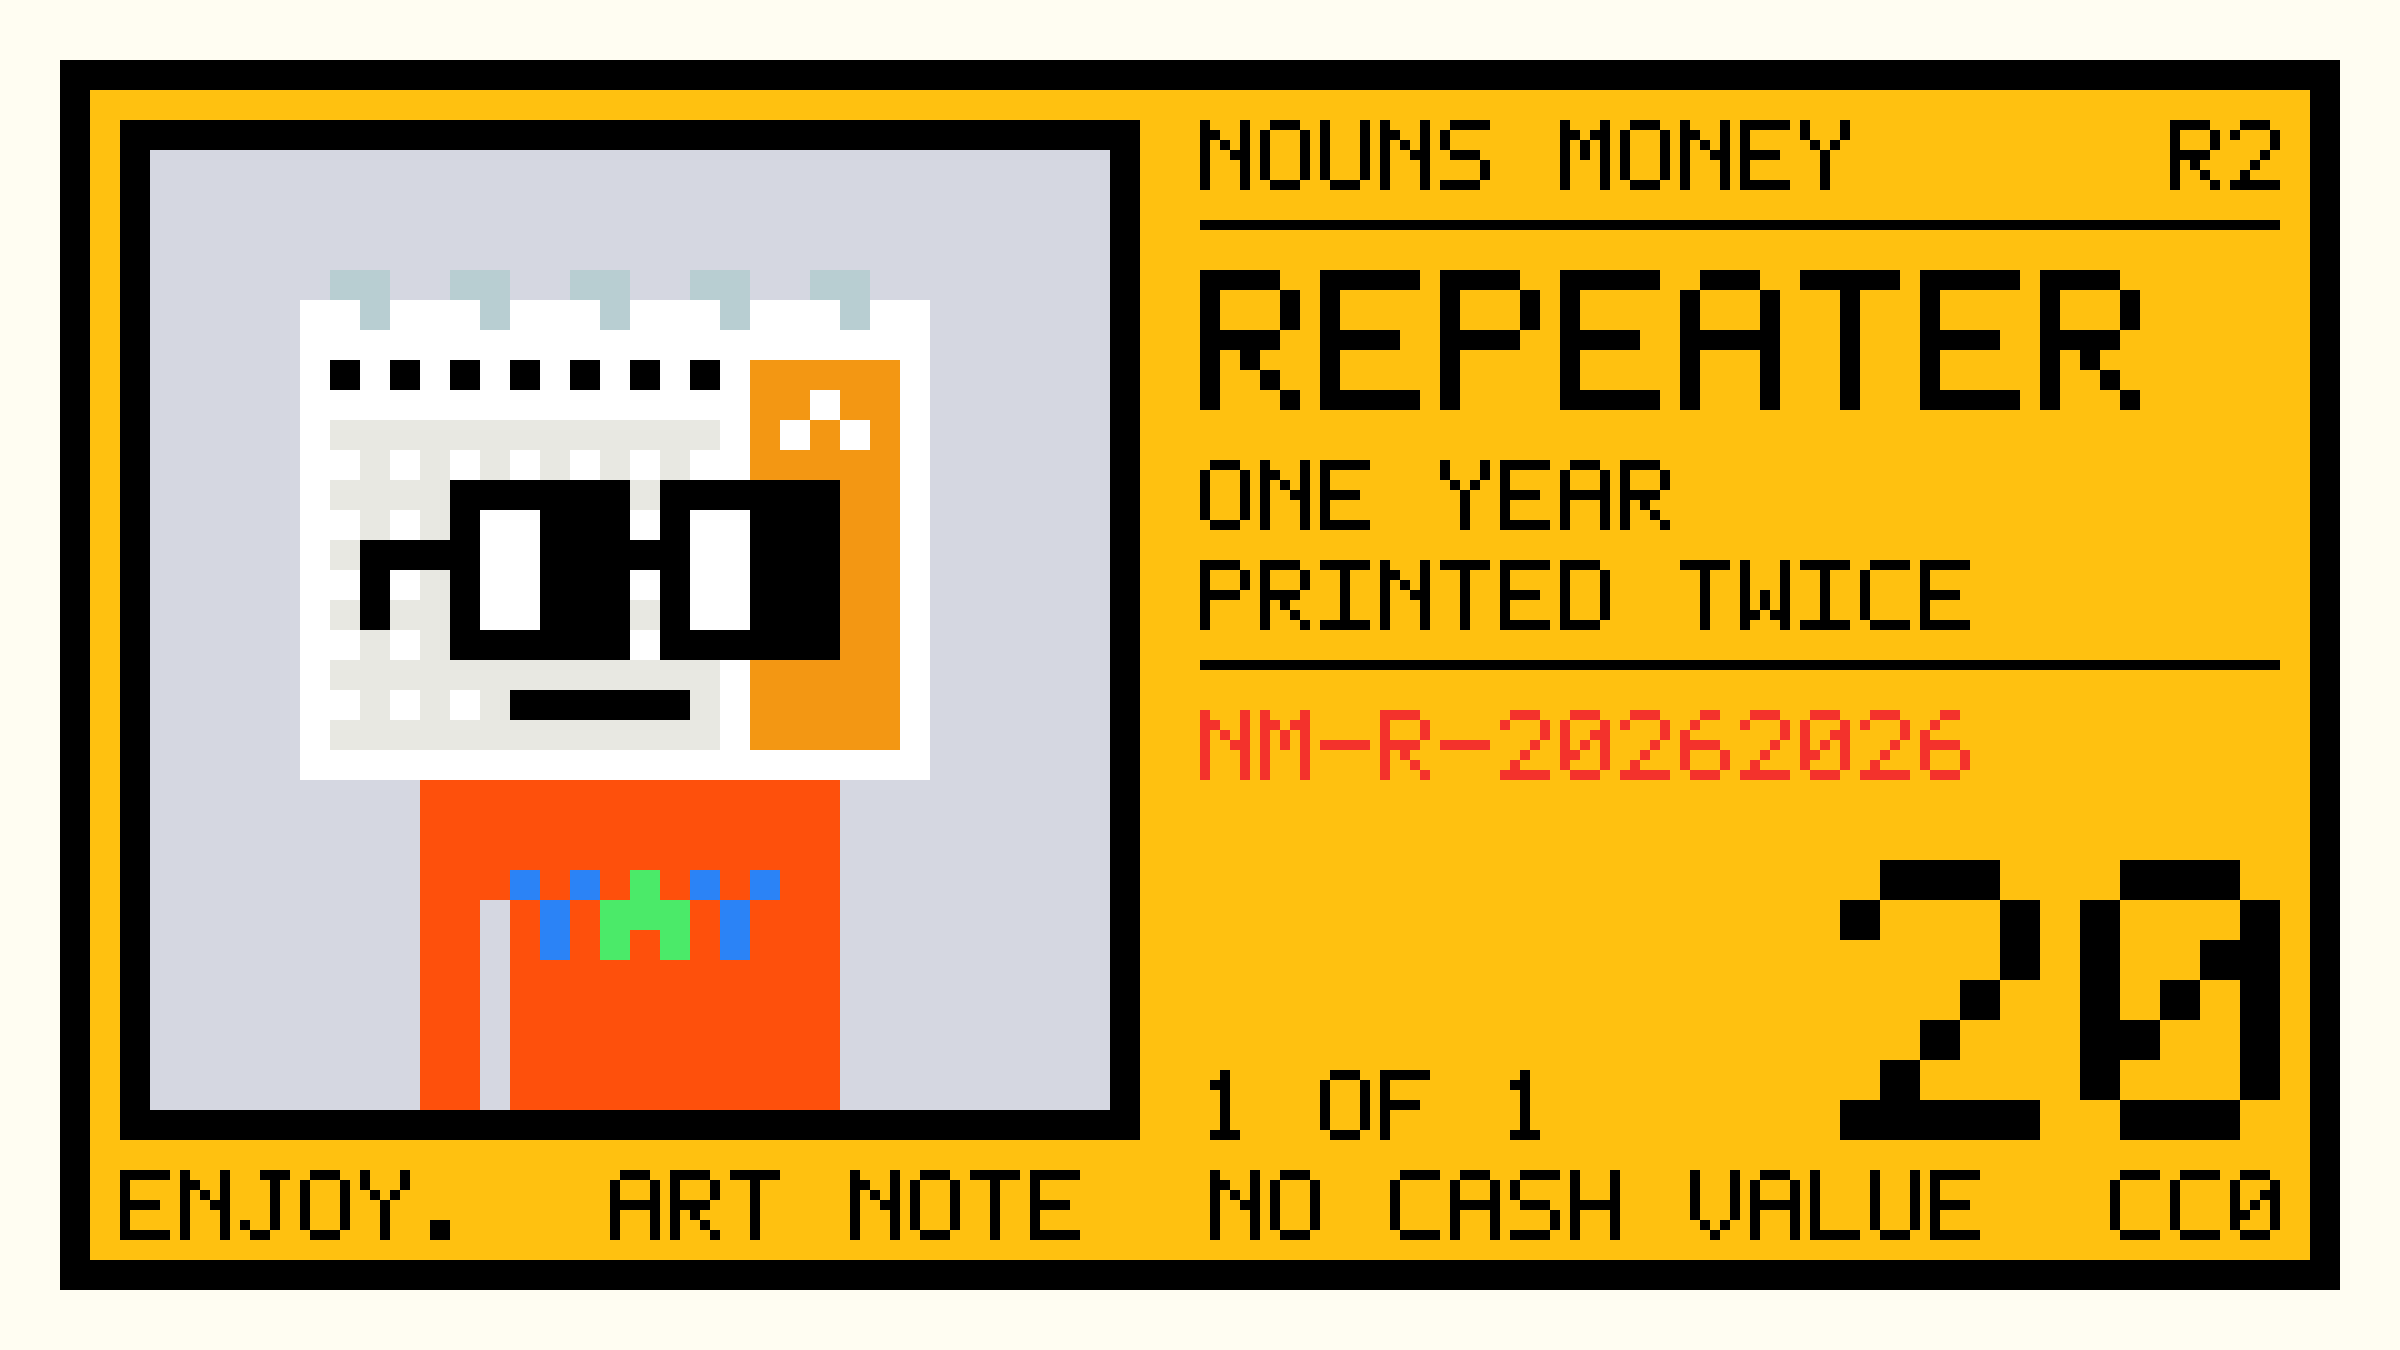 NOUNS MONEY R2
REPEATER
ONE YEAR
PRINTED TWICE
NM-R-20262026
20
1 OF 1
ENJOY. ART NOTE NO CASH VALUE CC0